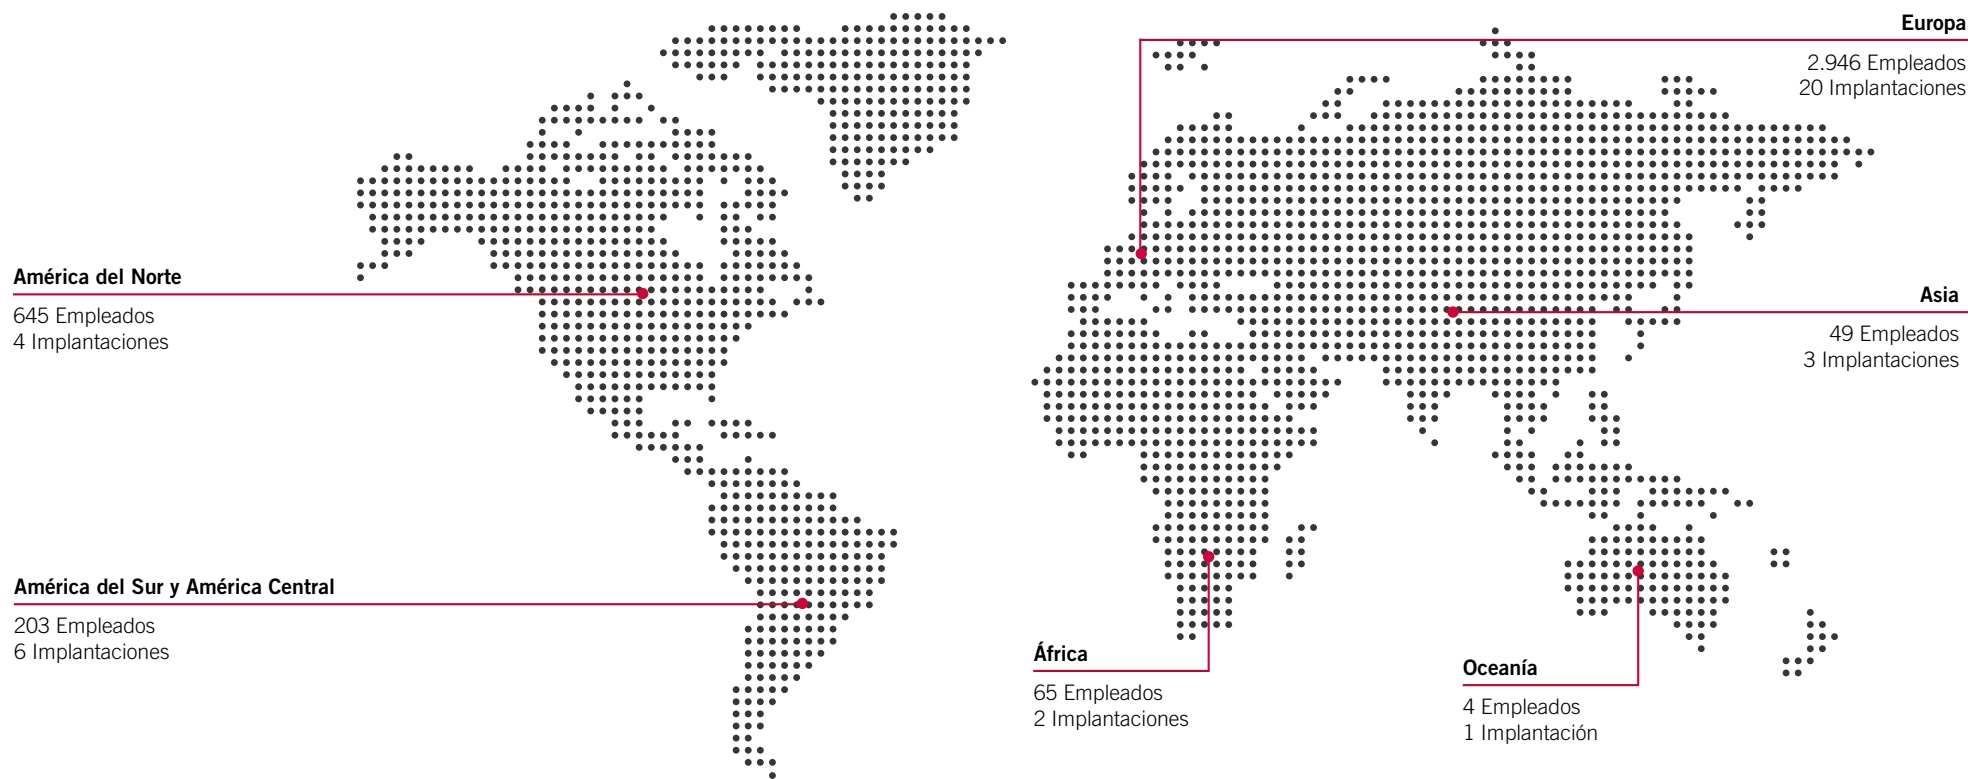 Europa
2.946 Empleados
20 Implantaciones
América del Norte
645 Empleados
4 Implantaciones
Asia
49 Empleados
3 Implantaciones
América del Sur y América Central
203 Empleados
6 Implantaciones
África
65 Empleados
2 Implantaciones
Oceanía
4 Empleados
1 Implantación